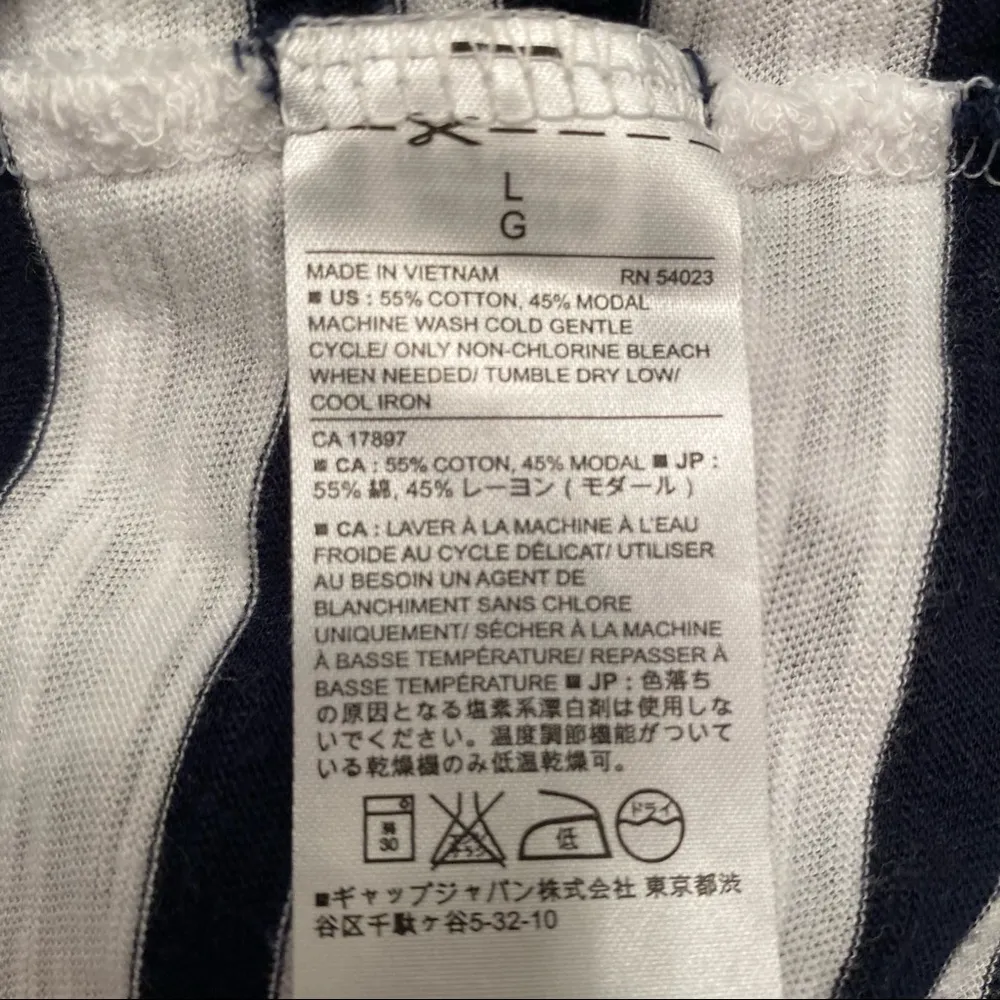 L
G
MADE IN VIETNAM RN 54023
■ US : 55% COTTON, 45% MODAL
MACHINE WASH COLD GENTLE
CYCLE/ ONLY NON-CHLORINE BLEACH
WHEN NEEDED/ TUMBLE DRY LOW/
COOL IRON
CA 17897
■ CA : 55% COTON, 45% MODAL ■ JP :
55% 綿, 45% レーヨン ( モダール )
■ CA : LAVER À LA MACHINE À L'EAU
FROIDE AU CYCLE DÉLICAT/ UTILISER
AU BESOIN UN AGENT DE
BLANCHIMENT SANS CHLORE
UNIQUEMENT/ SÉCHER À LA MACHINE
À BASSE TEMPÉRATURE/ REPASSER À
BASSE TEMPÉRATURE ■ JP : 色落ち
の原因となる塩素系漂白剤は使用しな
いでください。温度調節機能がついて
いる乾燥機のみ低温乾燥可。
弱 低 ドライ
30
■ギャップジャパン株式会社 東京都渋
谷区千駄ヶ谷5-32-10